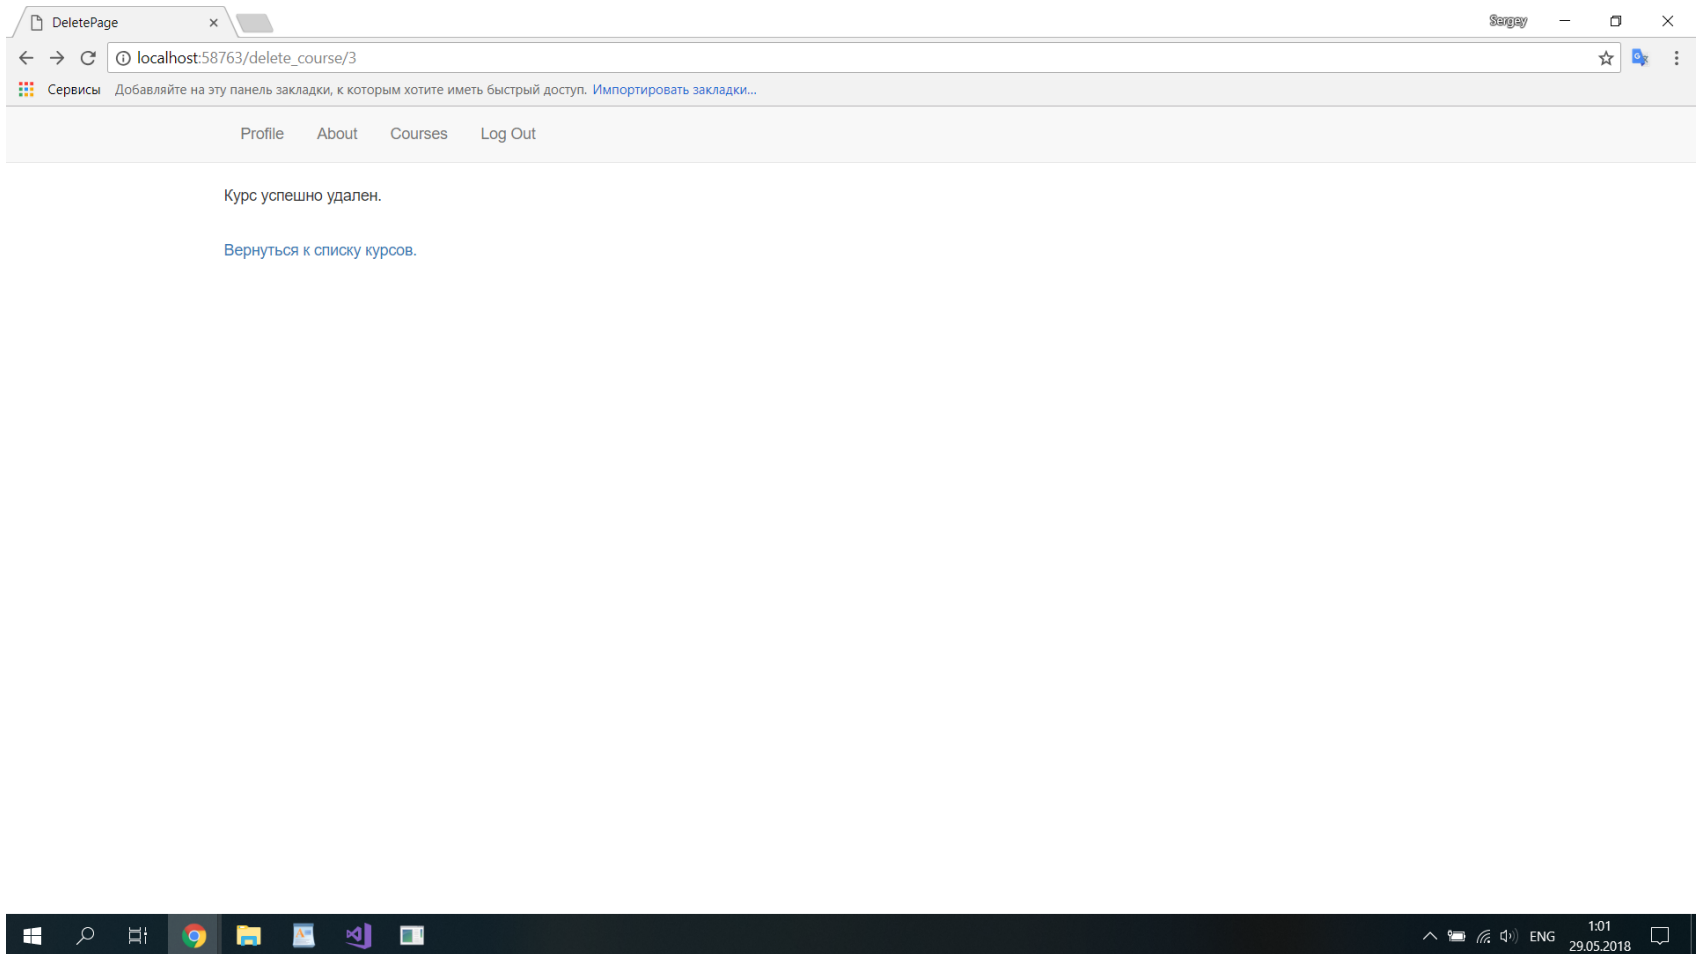 DeletePage
Sergey
localhost:58763/delete_course/3
Сервисы Добавляйте на эту панель закладки, к которым хотите иметь быстрый доступ. Импортировать закладки...
Profile About Courses Log Out
Курс успешно удален.
Вернуться к списку курсов.
ENG
1:01
29.05.2018